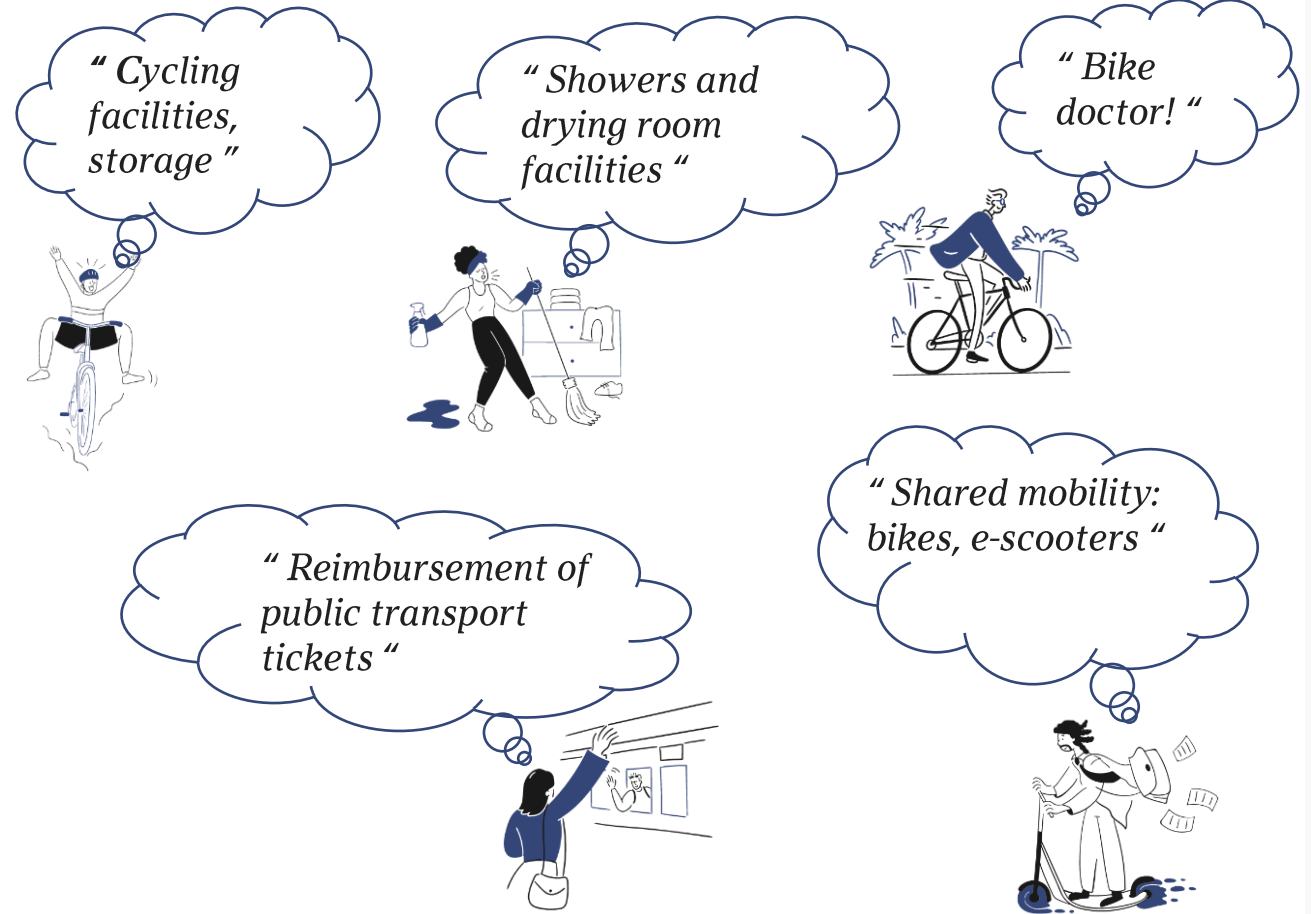 “ Cycling
facilities,
storage ”
“ Showers and
drying room
facilities “
“ Bike
doctor! “
“ Reimbursement of
public transport
tickets “
“ Shared mobility:
bikes, e-scooters “